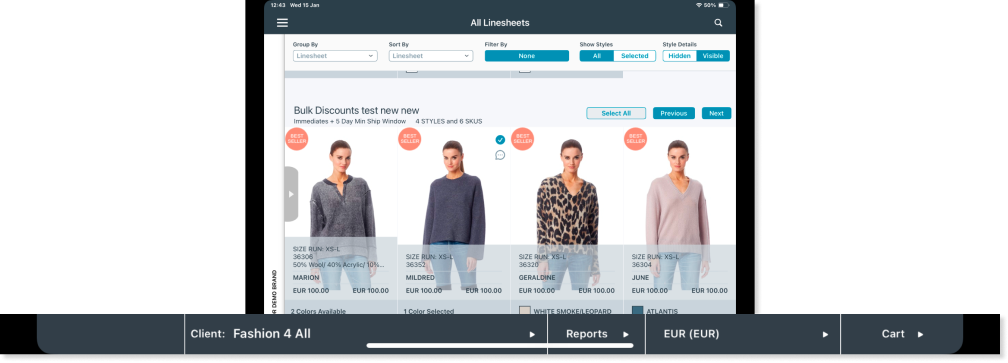 12:43 Wed 15 Jan
50%
All Linesheets
Group By Sort By Filter By Show Styles Style Details
Linesheet Linesheet None All Selected Hidden Visible
Bulk Discounts test new new
Immediates + 5 Day Min Ship Window 4 STYLES and 6 SKUS
Select All Previous Next
BEST SELLER BEST SELLER BEST SELLER BEST SELLER
SIZE RUN: XS-L
36306
50% Wool/ 40% Acrylic/ 10%...
MARION
EUR 100.00 EUR 100.00
2 Colors Available
SIZE RUN: XS-L
36352
MILDRED
EUR 100.00 EUR 100.00
1 Color Selected
SIZE RUN: XS-L
36320
GERALDINE
EUR 100.00 EUR 100.00
WHITE SMOKE/LEOPARD
SIZE RUN: XS-L
36304
JUNE
EUR 100.00 EUR 100.00
ATLANTIS
DEMO BRAND
Client: Fashion 4 All Reports EUR (EUR) Cart